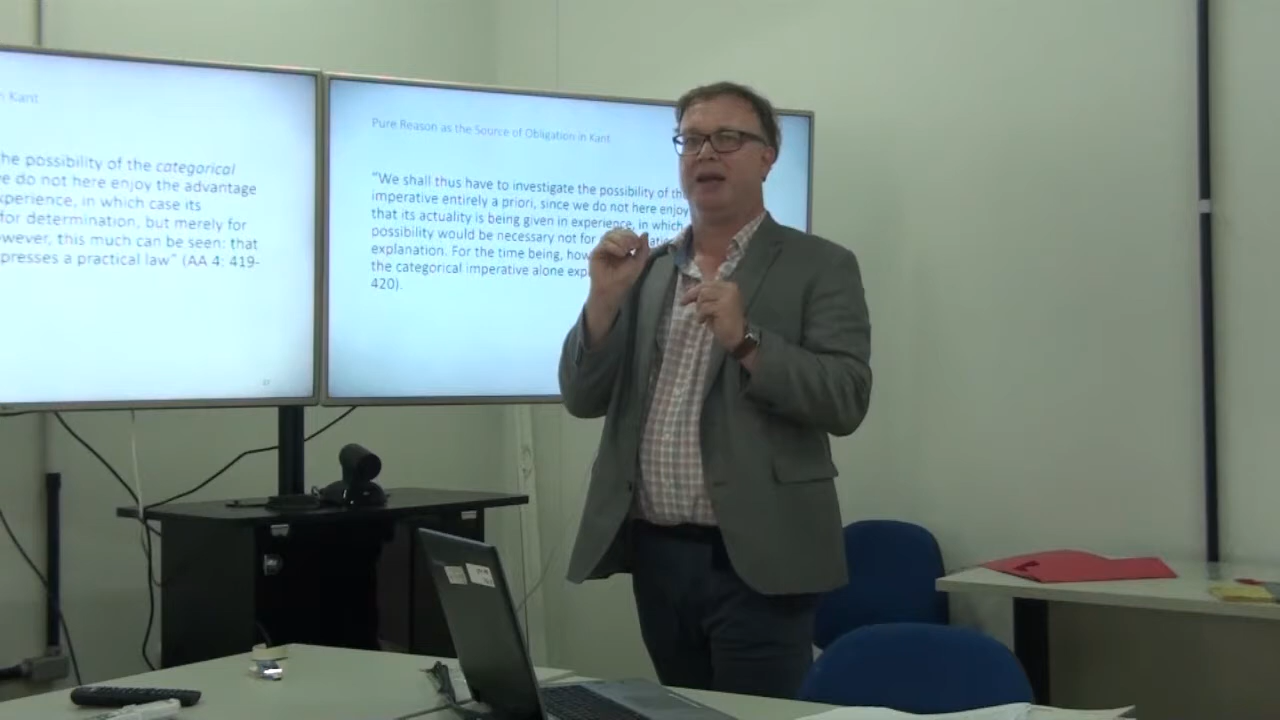 n Kant
he possibility of the categorical
e do not here enjoy the advantage
xperience, in which case its
for determination, but merely for
owever, this much can be seen: that
presses a practical law” (AA 4: 419-
Pure Reason as the Source of Obligation in Kant
“We shall thus have to investigate the possibility of th
imperative entirely a priori, since we do not here enjoy
that its actuality is being given in experience, in which
possibility would be necessary not for
explanation. For the time being, how
the categorical imperative alone exp
420).